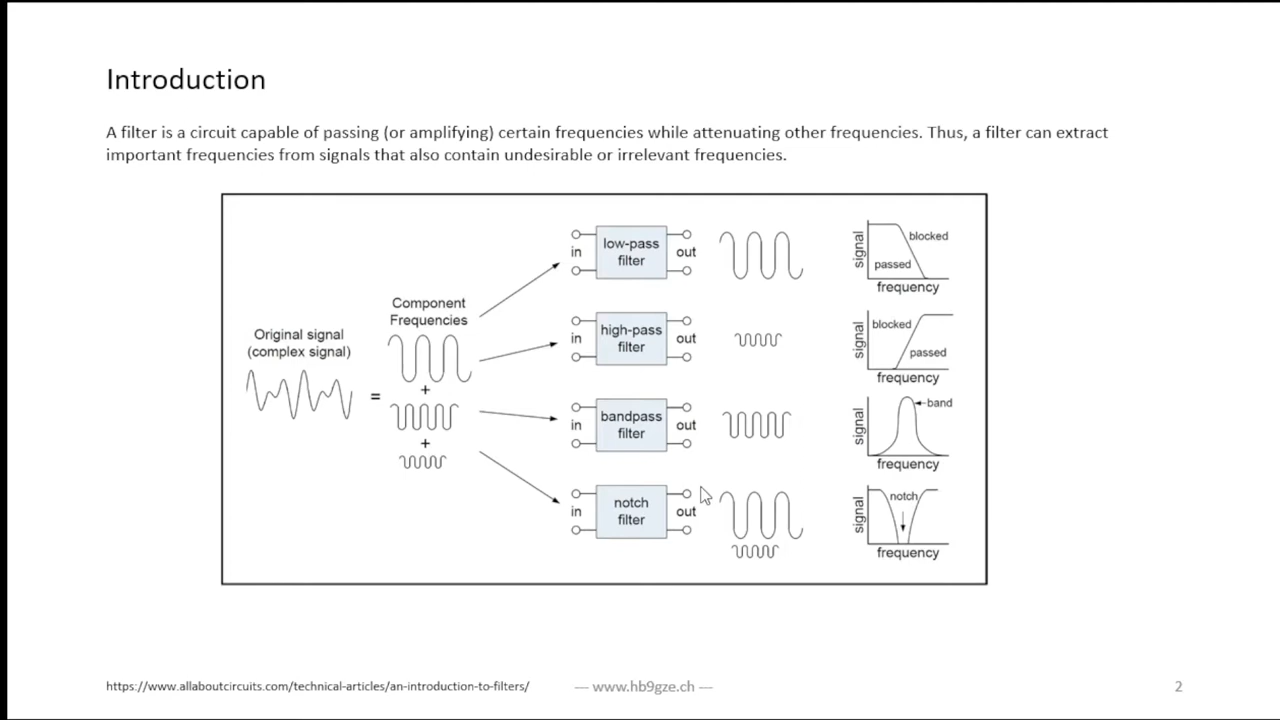 Introduction
A filter is a circuit capable of passing (or amplifying) certain frequencies while attenuating other frequencies. Thus, a filter can extract
important frequencies from signals that also contain undesirable or irrelevant frequencies.
Original signal
(complex signal)
=
Component
Frequencies
+
+
in
low-pass
filter
out
signal
blocked
passed
frequency
in
high-pass
filter
out
signal
blocked
passed
frequency
in
bandpass
filter
out
signal
band
frequency
in
notch
filter
out
signal
notch
frequency
https://www.allaboutcircuits.com/technical-articles/an-introduction-to-filters/
— www.hb9gze.ch —
2